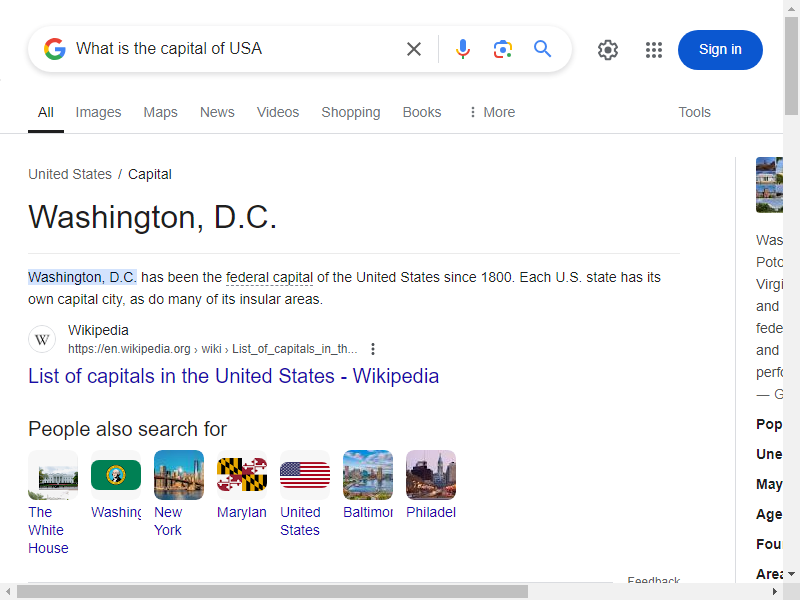 What is the capital of USA
Sign in
All Images Maps News Videos Shopping Books More Tools
United States / Capital
Washington, D.C.
Washington, D.C. has been the federal capital of the United States since 1800. Each U.S. state has its
own capital city, as do many of its insular areas.
W
Wikipedia
https://en.wikipedia.org › wiki › List_of_capitals_in_th...
List of capitals in the United States - Wikipedia
People also search for
The White House
Washing
New York
Marylan
United States
Baltimor
Philadel
Feedback
Was
Poto
Virgi
and
fede
and
perfo
— G
Pop
Une
May
Age
Fou
Area